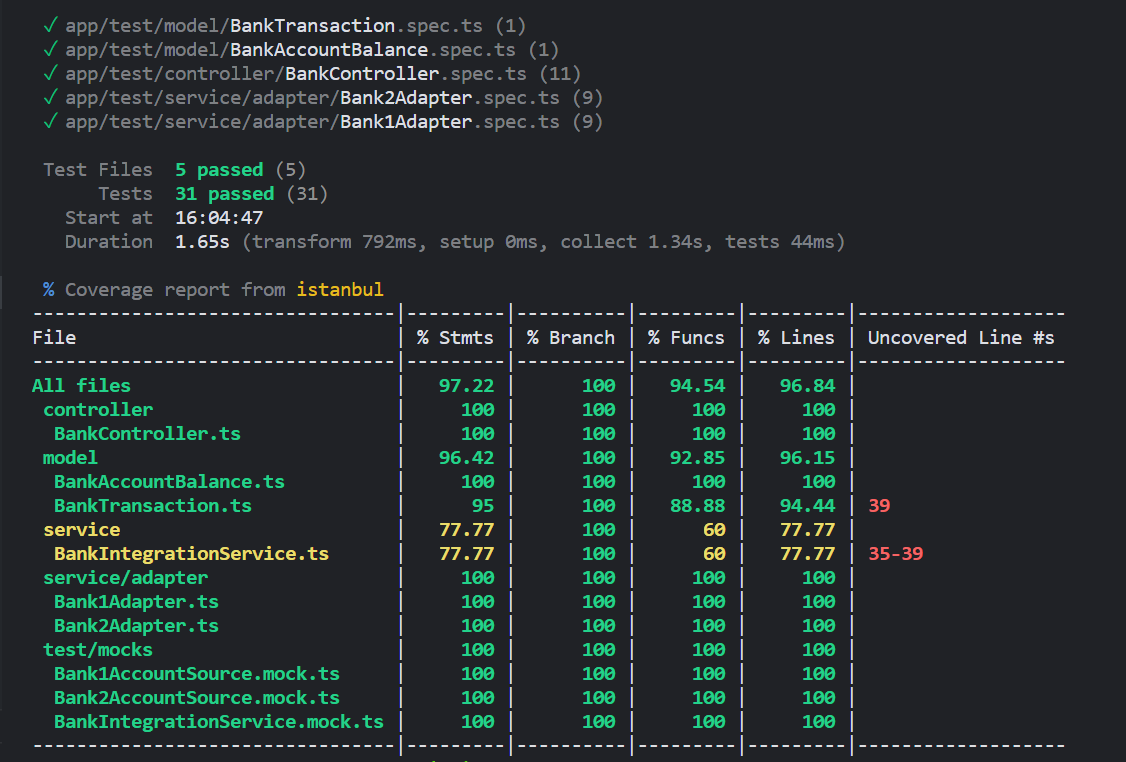 ✓ app/test/model/BankTransaction.spec.ts (1)
✓ app/test/model/BankAccountBalance.spec.ts (1)
✓ app/test/controller/BankController.spec.ts (11)
✓ app/test/service/adapter/Bank2Adapter.spec.ts (9)
✓ app/test/service/adapter/Bank1Adapter.spec.ts (9)
Test Files  5 passed (5)
Tests  31 passed (31)
Start at  16:04:47
Duration  1.65s (transform 792ms, setup 0ms, collect 1.34s, tests 44ms)
% Coverage report from istanbul
---------------------------------|---------|----------|---------|---------|-------------------
File                             | % Stmts | % Branch | % Funcs | % Lines | Uncovered Line #s
---------------------------------|---------|----------|---------|---------|-------------------
All files                        |   97.22 |      100 |   94.54 |   96.84 |
 controller                      |     100 |      100 |     100 |     100 |
  BankController.ts              |     100 |      100 |     100 |     100 |
 model                           |   96.42 |      100 |   92.85 |   96.15 |
  BankAccountBalance.ts          |     100 |      100 |     100 |     100 |
  BankTransaction.ts             |      95 |      100 |   88.88 |   94.44 | 39
 service                         |   77.77 |      100 |      60 |   77.77 |
  BankIntegrationService.ts      |   77.77 |      100 |      60 |   77.77 | 35-39
 service/adapter                 |     100 |      100 |     100 |     100 |
  Bank1Adapter.ts                |     100 |      100 |     100 |     100 |
  Bank2Adapter.ts                |     100 |      100 |     100 |     100 |
 test/mocks                      |     100 |      100 |     100 |     100 |
  Bank1AccountSource.mock.ts     |     100 |      100 |     100 |     100 |
  Bank2AccountSource.mock.ts     |     100 |      100 |     100 |     100 |
  BankIntegrationService.mock.ts |     100 |      100 |     100 |     100 |
---------------------------------|---------|----------|---------|---------|-------------------